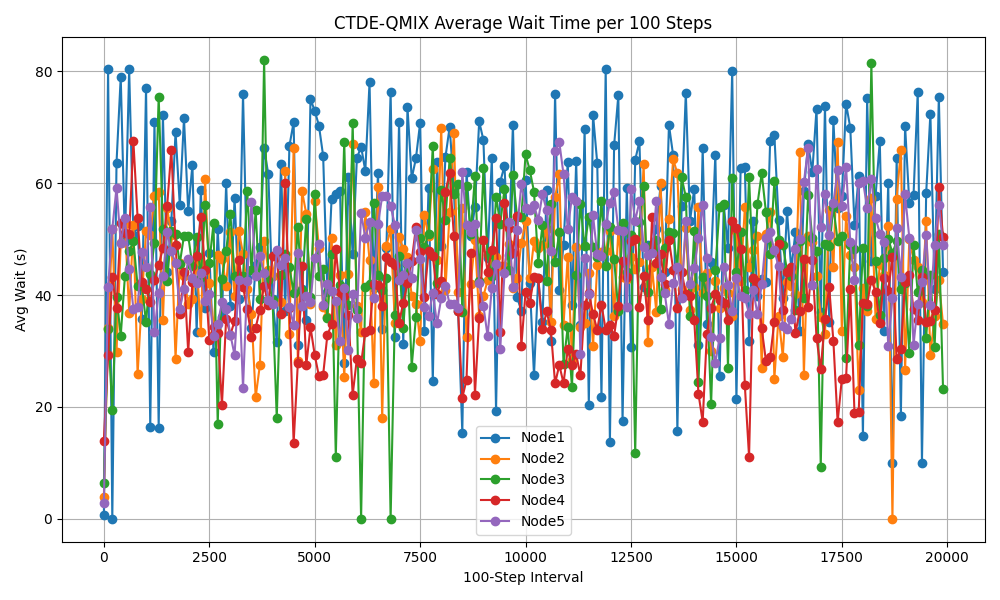 CTDE-QMIX Average Wait Time per 100 Steps
80
60
40
20
0
Avg Wait (s)
Node1
Node2
Node3
Node4
Node5
0 2500 5000 7500 10000 12500 15000 17500 20000
100-Step Interval